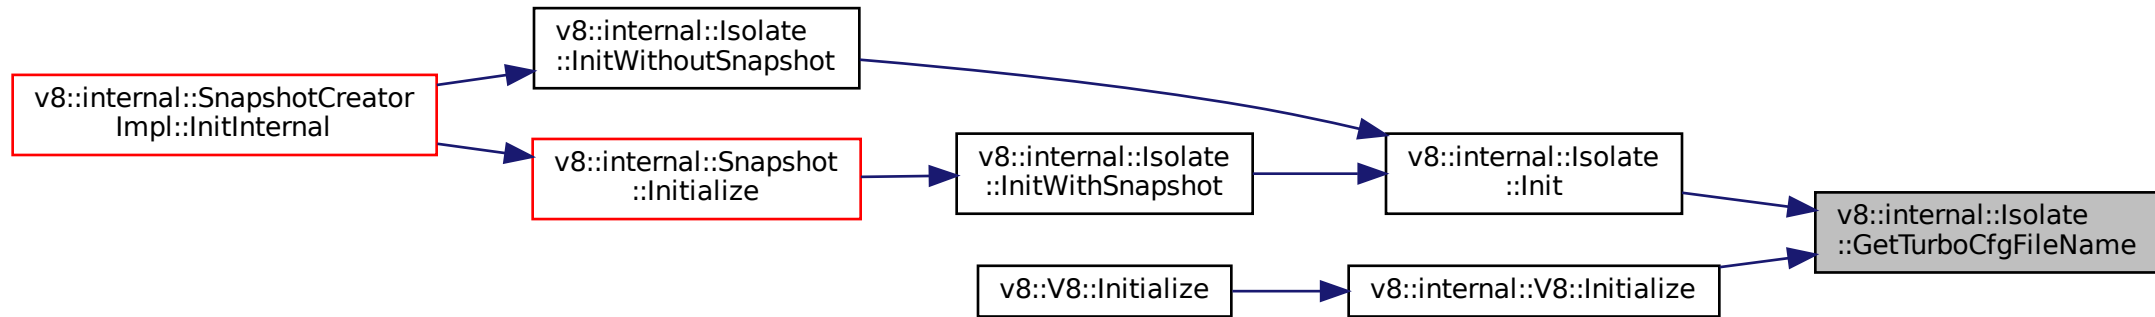 v8::internal::Isolate
::InitWithoutSnapshot
v8::internal::SnapshotCreator
Impl::InitInternal
v8::internal::Snapshot
::Initialize
v8::internal::Isolate
::InitWithSnapshot
v8::internal::Isolate
::Init
v8::internal::Isolate
::GetTurboCfgFileName
v8::V8::Initialize
v8::internal::V8::Initialize